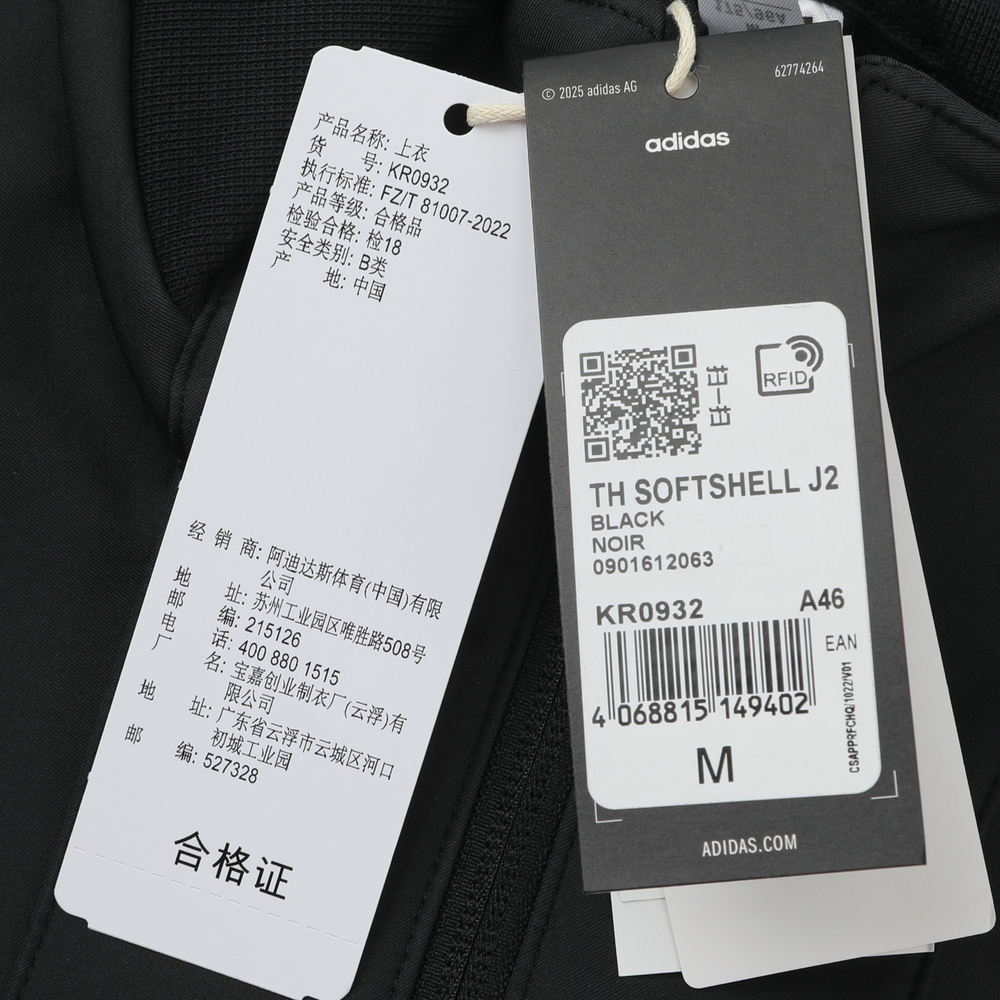 产品名称: 上衣
货 号: KR0932
执行标准: FZ/T 81007-2022
产品等级: 合格品
检验合格: 检18
安全类别: B类
产 地: 中国
经 销 商: 阿迪达斯体育(中国)有限
公司
地 址: 苏州工业园区唯胜路508号
邮 编: 215126
电 话: 400 880 1515
厂 名: 宝嘉创业制衣厂(云浮)有
限公司
地 址: 广东省云浮市云城区河口
初城工业园
邮 编: 527328
合格证
© 2025 adidas AG
62774264
adidas
RFID
TH SOFTSHELL J2
BLACK
NOIR
0901612063
KR0932 A46
EAN
4 068815 149402
CSAPPRFCHQ/1022/V01
M
ADIDAS.COM